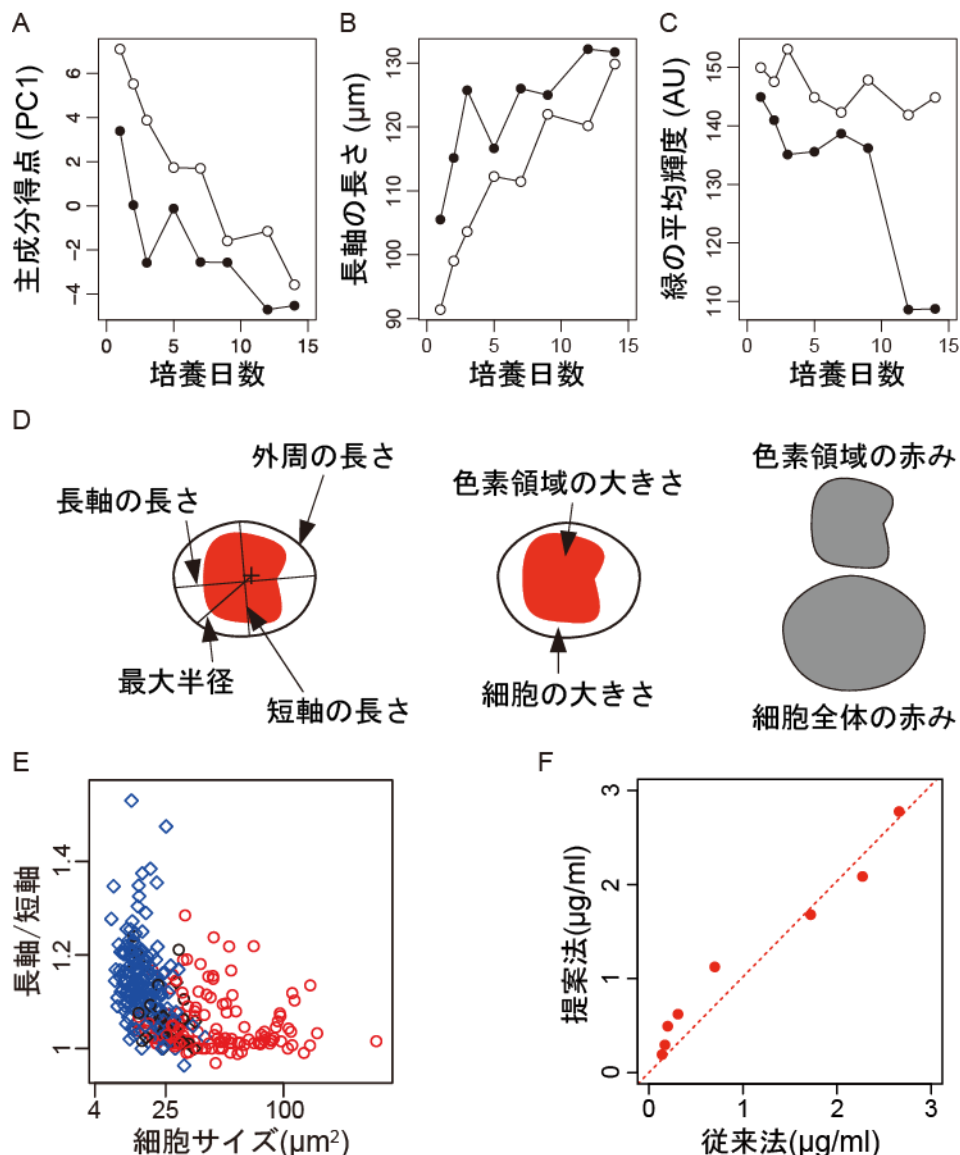 A
主成分得点 (PC1)
6
4
2
0
−2
−4
0
5
10
15
培養日数
B
長軸の長さ (μm)
130
120
110
100
90
0
5
10
15
培養日数
C
緑の平均輝度 (AU)
150
140
130
120
110
0
5
10
15
培養日数
D
外周の長さ
長軸の長さ
最大半径
短軸の長さ
色素領域の大きさ
細胞の大きさ
色素領域の赤み
細胞全体の赤み
E
長軸/短軸
1.4
1.2
1
4
25
100
細胞サイズ(μm²)
F
提案法(μg/ml)
3
2
1
0
0
1
2
3
従来法(μg/ml)